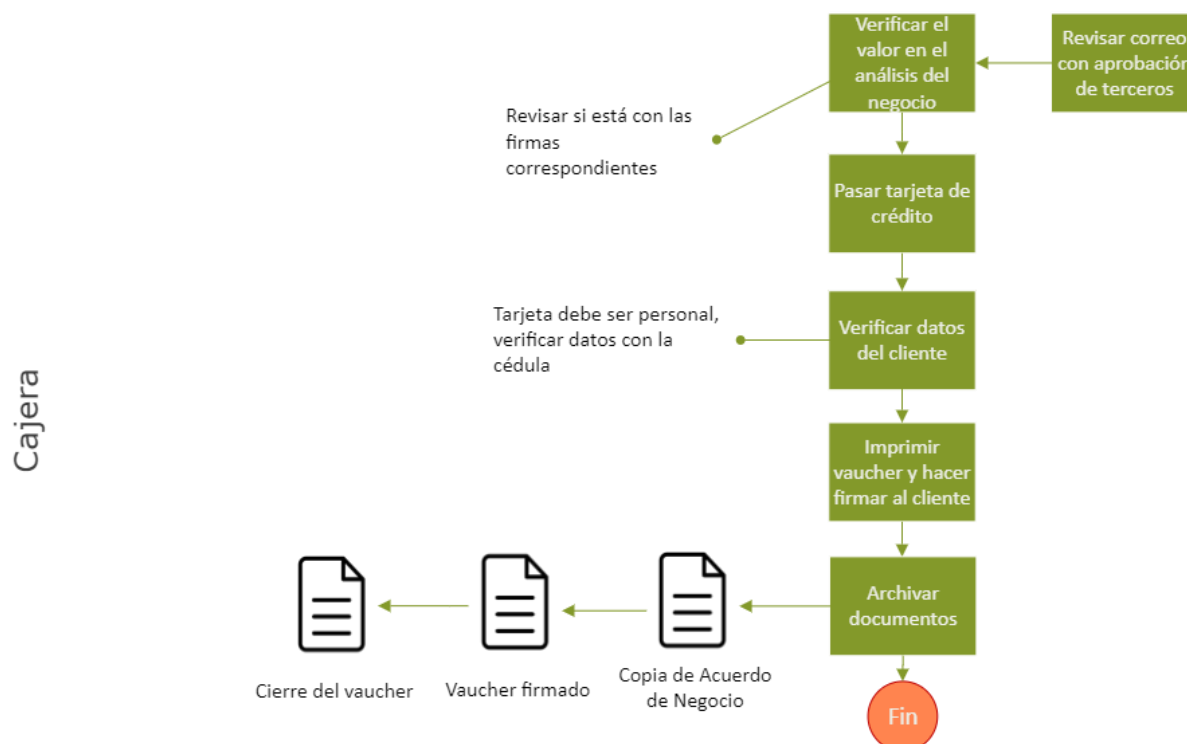 Verificar el
valor en el
análisis del
negocio
Revisar correo
con aprobación
de terceros
Revisar si está con las
firmas
correspondientes
Pasar tarjeta de
crédito
Tarjeta debe ser personal,
verificar datos con la
cédula
Verificar datos
del cliente
Cajera
Imprimir
vaucher y hacer
firmar al cliente
Archivar
documentos
Cierre del vaucher
Vaucher firmado
Copia de Acuerdo
de Negocio
Fin